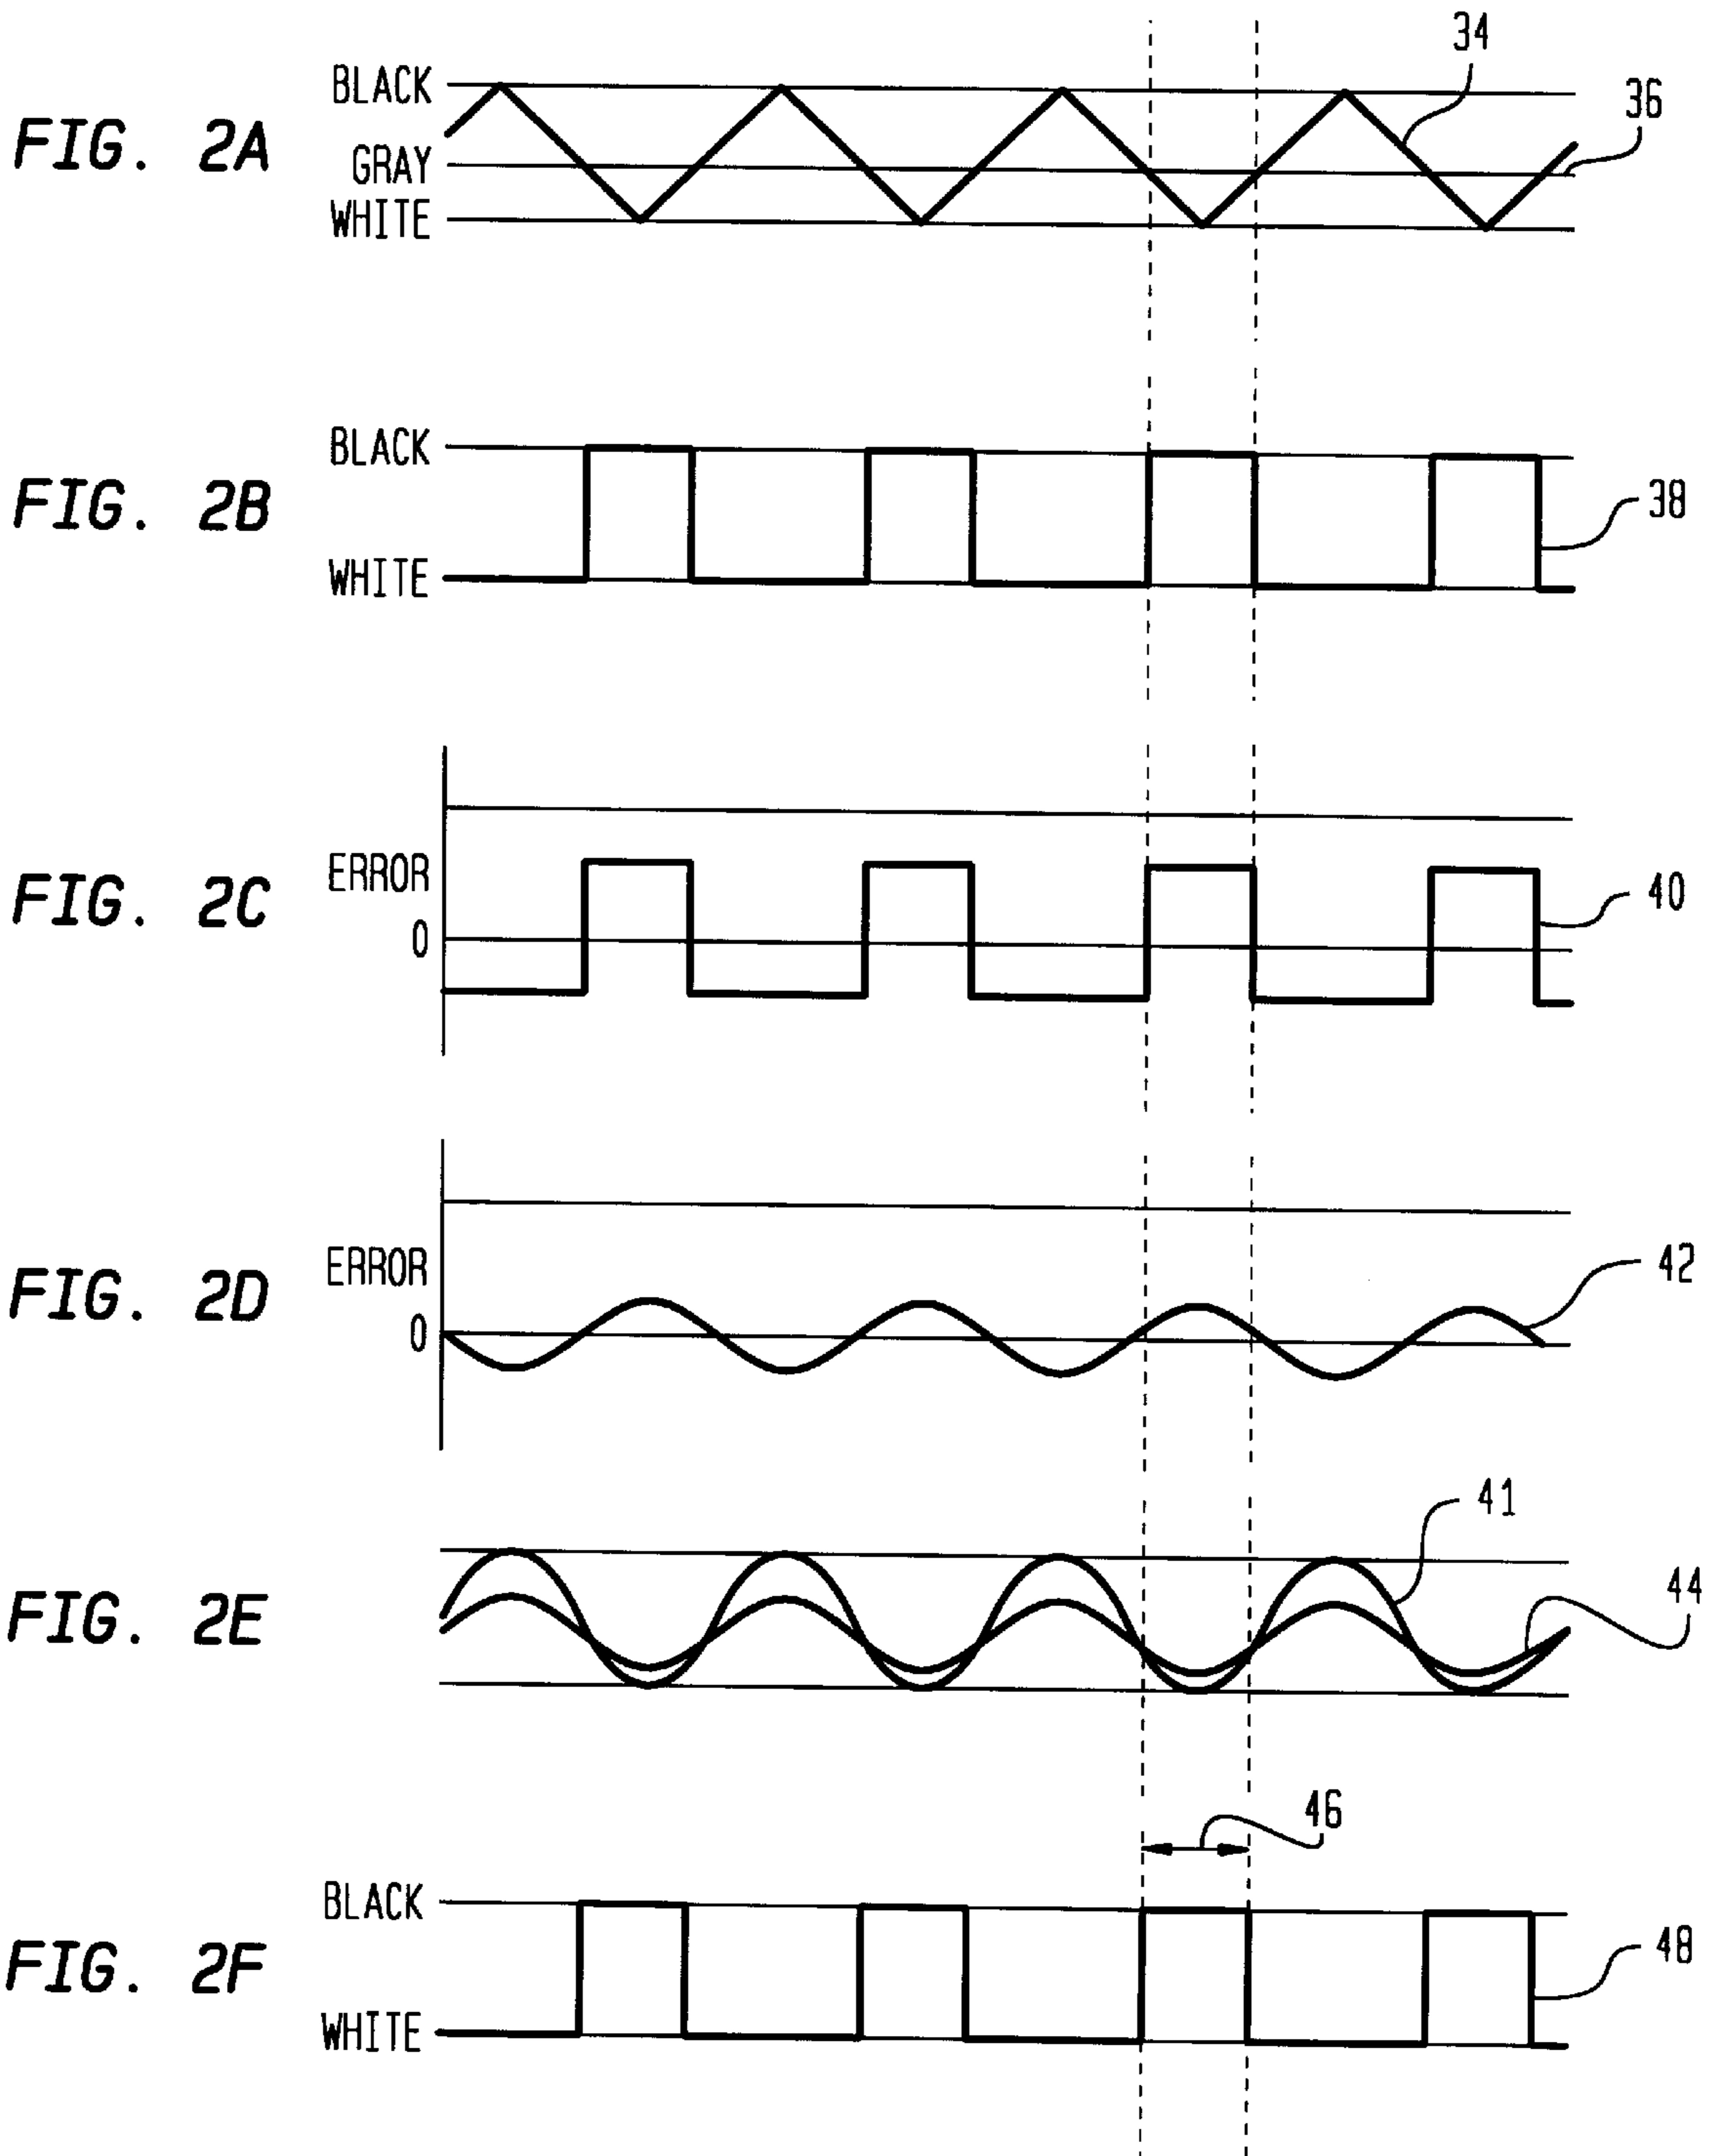 FIG. 2A
BLACK
GRAY
WHITE
34
36
FIG. 2B
BLACK
WHITE
38
FIG. 2C
ERROR
0
40
FIG. 2D
ERROR
0
42
FIG. 2E
41
44
FIG. 2F
46
BLACK
WHITE
48